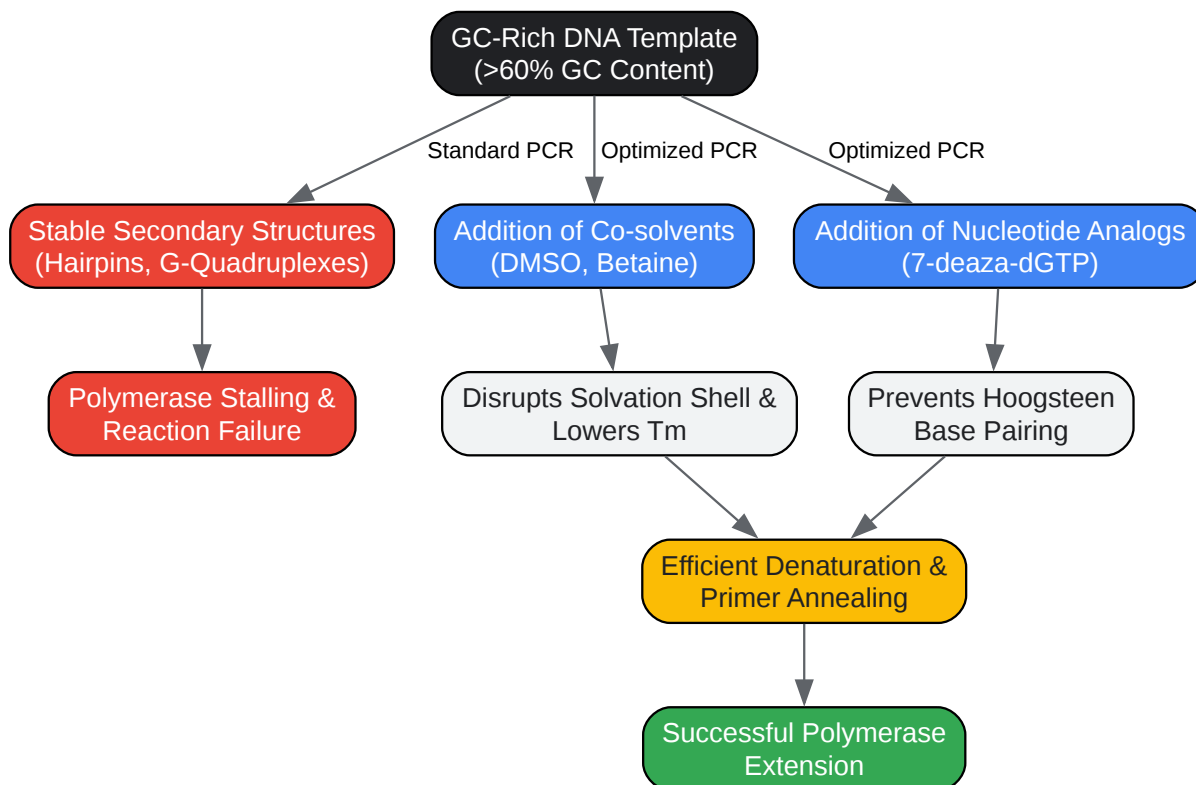 GC-Rich DNA Template
(>60% GC Content)
Standard PCR
Optimized PCR
Optimized PCR
Stable Secondary Structures
(Hairpins, G-Quadruplexes)
Addition of Co-solvents
(DMSO, Betaine)
Addition of Nucleotide Analogs
(7-deaza-dGTP)
Polymerase Stalling &
Reaction Failure
Disrupts Solvation Shell &
Lowers Tm
Prevents Hoogsteen
Base Pairing
Efficient Denaturation &
Primer Annealing
Successful Polymerase
Extension